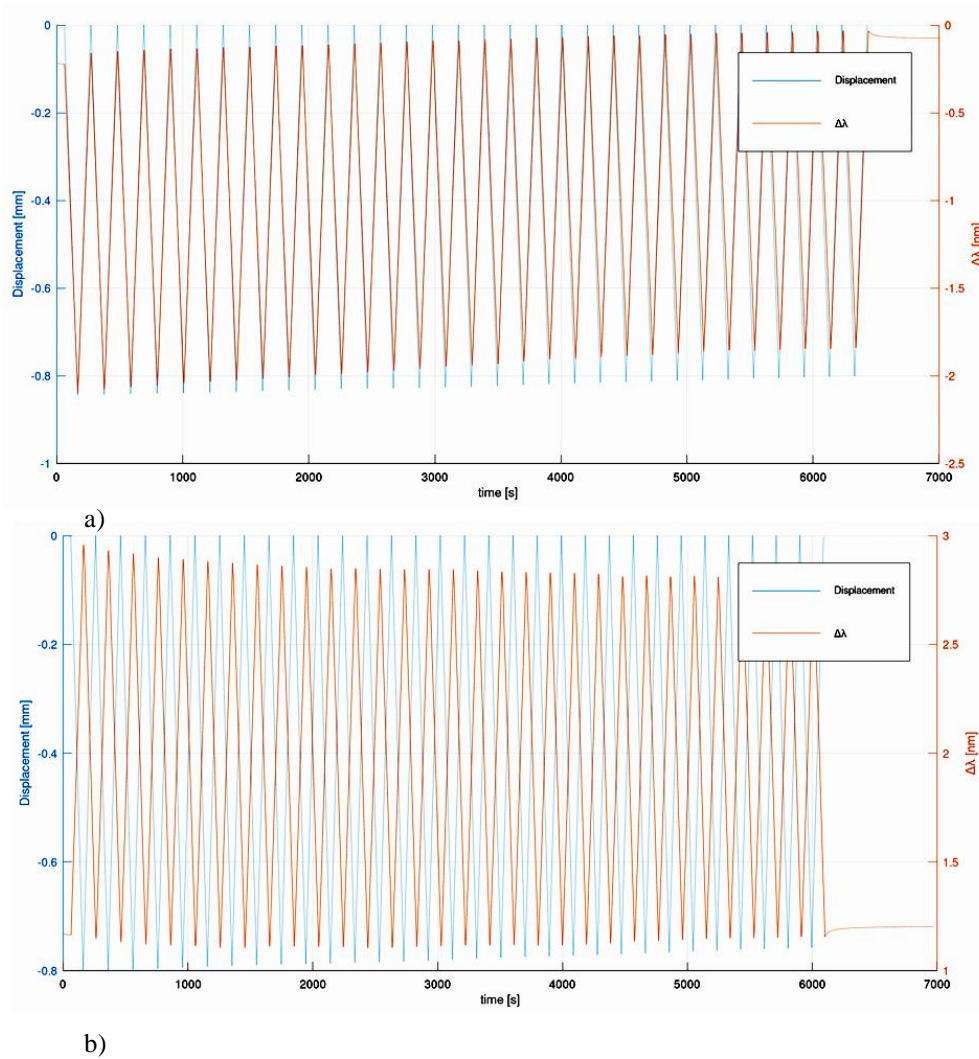 0
-0.2
-0.4
-0.6
-0.8
-1
Displacement [mm]
0
-0.5
-1
-1.5
-2
-2.5
Δλ [nm]
Displacement
Δλ
0 1000 2000 3000 4000 5000 6000 7000
time [s]
a)
0
-0.2
-0.4
-0.6
-0.8
Displacement [mm]
3
2.5
2
1.5
1
Δλ [nm]
Displacement
Δλ
0 1000 2000 3000 4000 5000 6000 7000
time [s]
b)